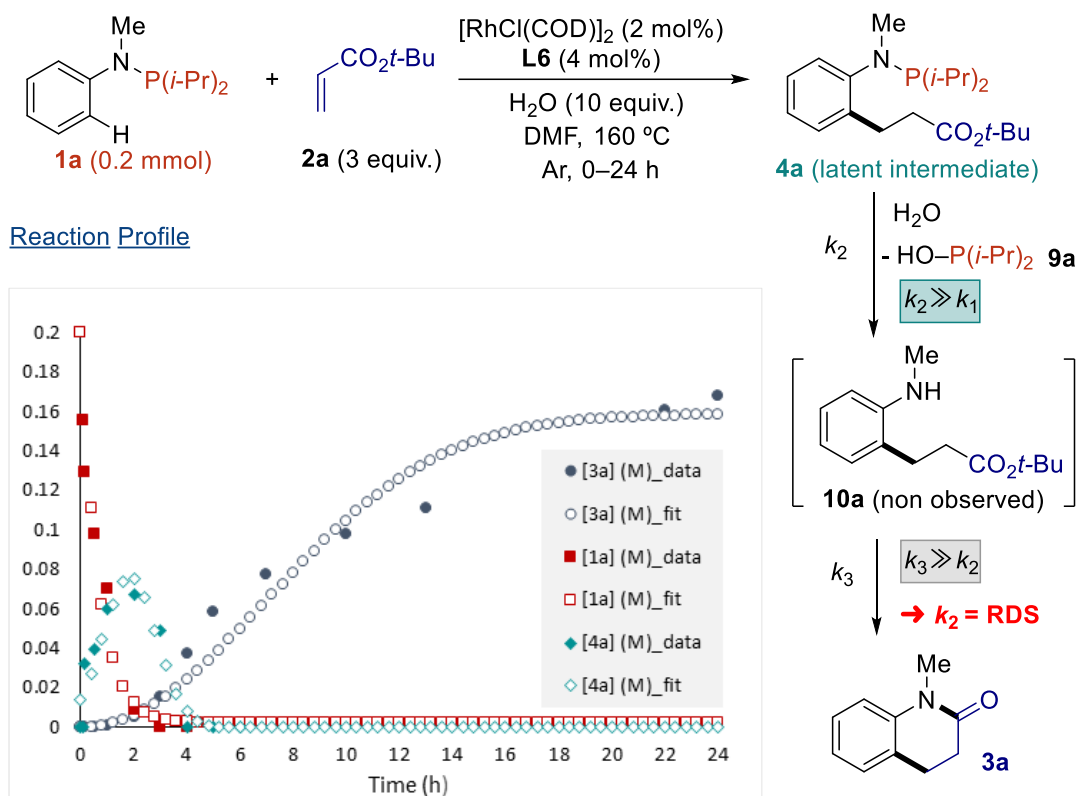 Me
N
P(i-Pr)2
H
1a (0.2 mmol)
+
CO2t-Bu
2a (3 equiv.)
[RhCl(COD)]2 (2 mol%)
L6 (4 mol%)
H2O (10 equiv.)
DMF, 160 ºC
Ar, 0–24 h
Me
N
P(i-Pr)2
CO2t-Bu
4a (latent intermediate)
Reaction Profile
k2
H2O
- HO–P(i-Pr)2 9a
k2 ≫ k1
Me
NH
CO2t-Bu
10a (non observed)
k3
k3 ≫ k2
➜ k2 = RDS
Me
N
O
3a
0.2
0.18
0.16
0.14
0.12
0.1
0.08
0.06
0.04
0.02
0
0 2 4 6 8 10 12 14 16 18 20 22 24
Time (h)
[3a] (M)_data
[3a] (M)_fit
[1a] (M)_data
[1a] (M)_fit
[4a] (M)_data
[4a] (M)_fit